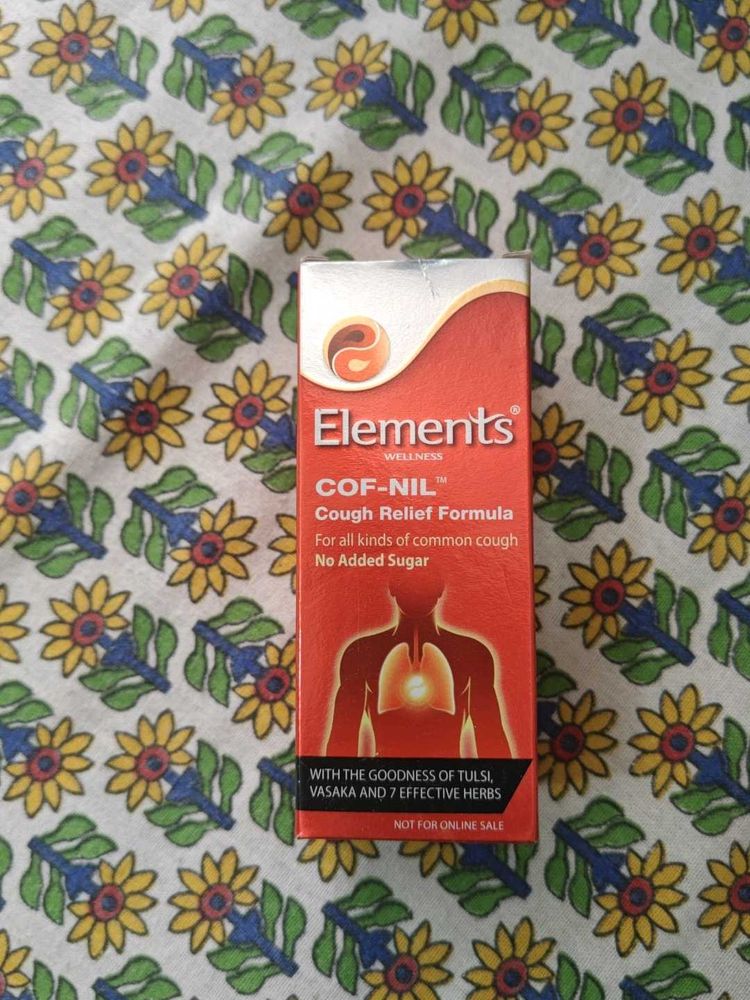 Elements®
WELLNESS
COF-NIL™
Cough Relief Formula
For all kinds of common cough
No Added Sugar
WITH THE GOODNESS OF TULSI,
VASAKA AND 7 EFFECTIVE HERBS
NOT FOR ONLINE SALE